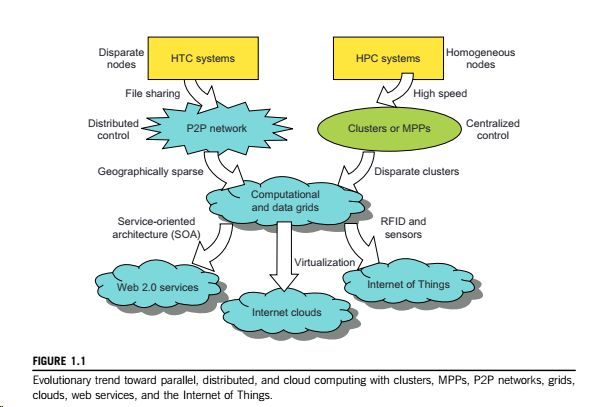 Disparate
nodes
HTC systems
HPC systems
Homogeneous
nodes
File sharing
High speed
Distributed
control
P2P network
Clusters or MPPs
Centralized
control
Geographically sparse
Disparate clusters
Computational
and data grids
Service-oriented
architecture (SOA)
RFID and
sensors
Virtualization
Web 2.0 services
Internet of Things
Internet clouds
FIGURE 1.1
Evolutionary trend toward parallel, distributed, and cloud computing with clusters, MPPs, P2P networks, grids,
clouds, web services, and the Internet of Things.